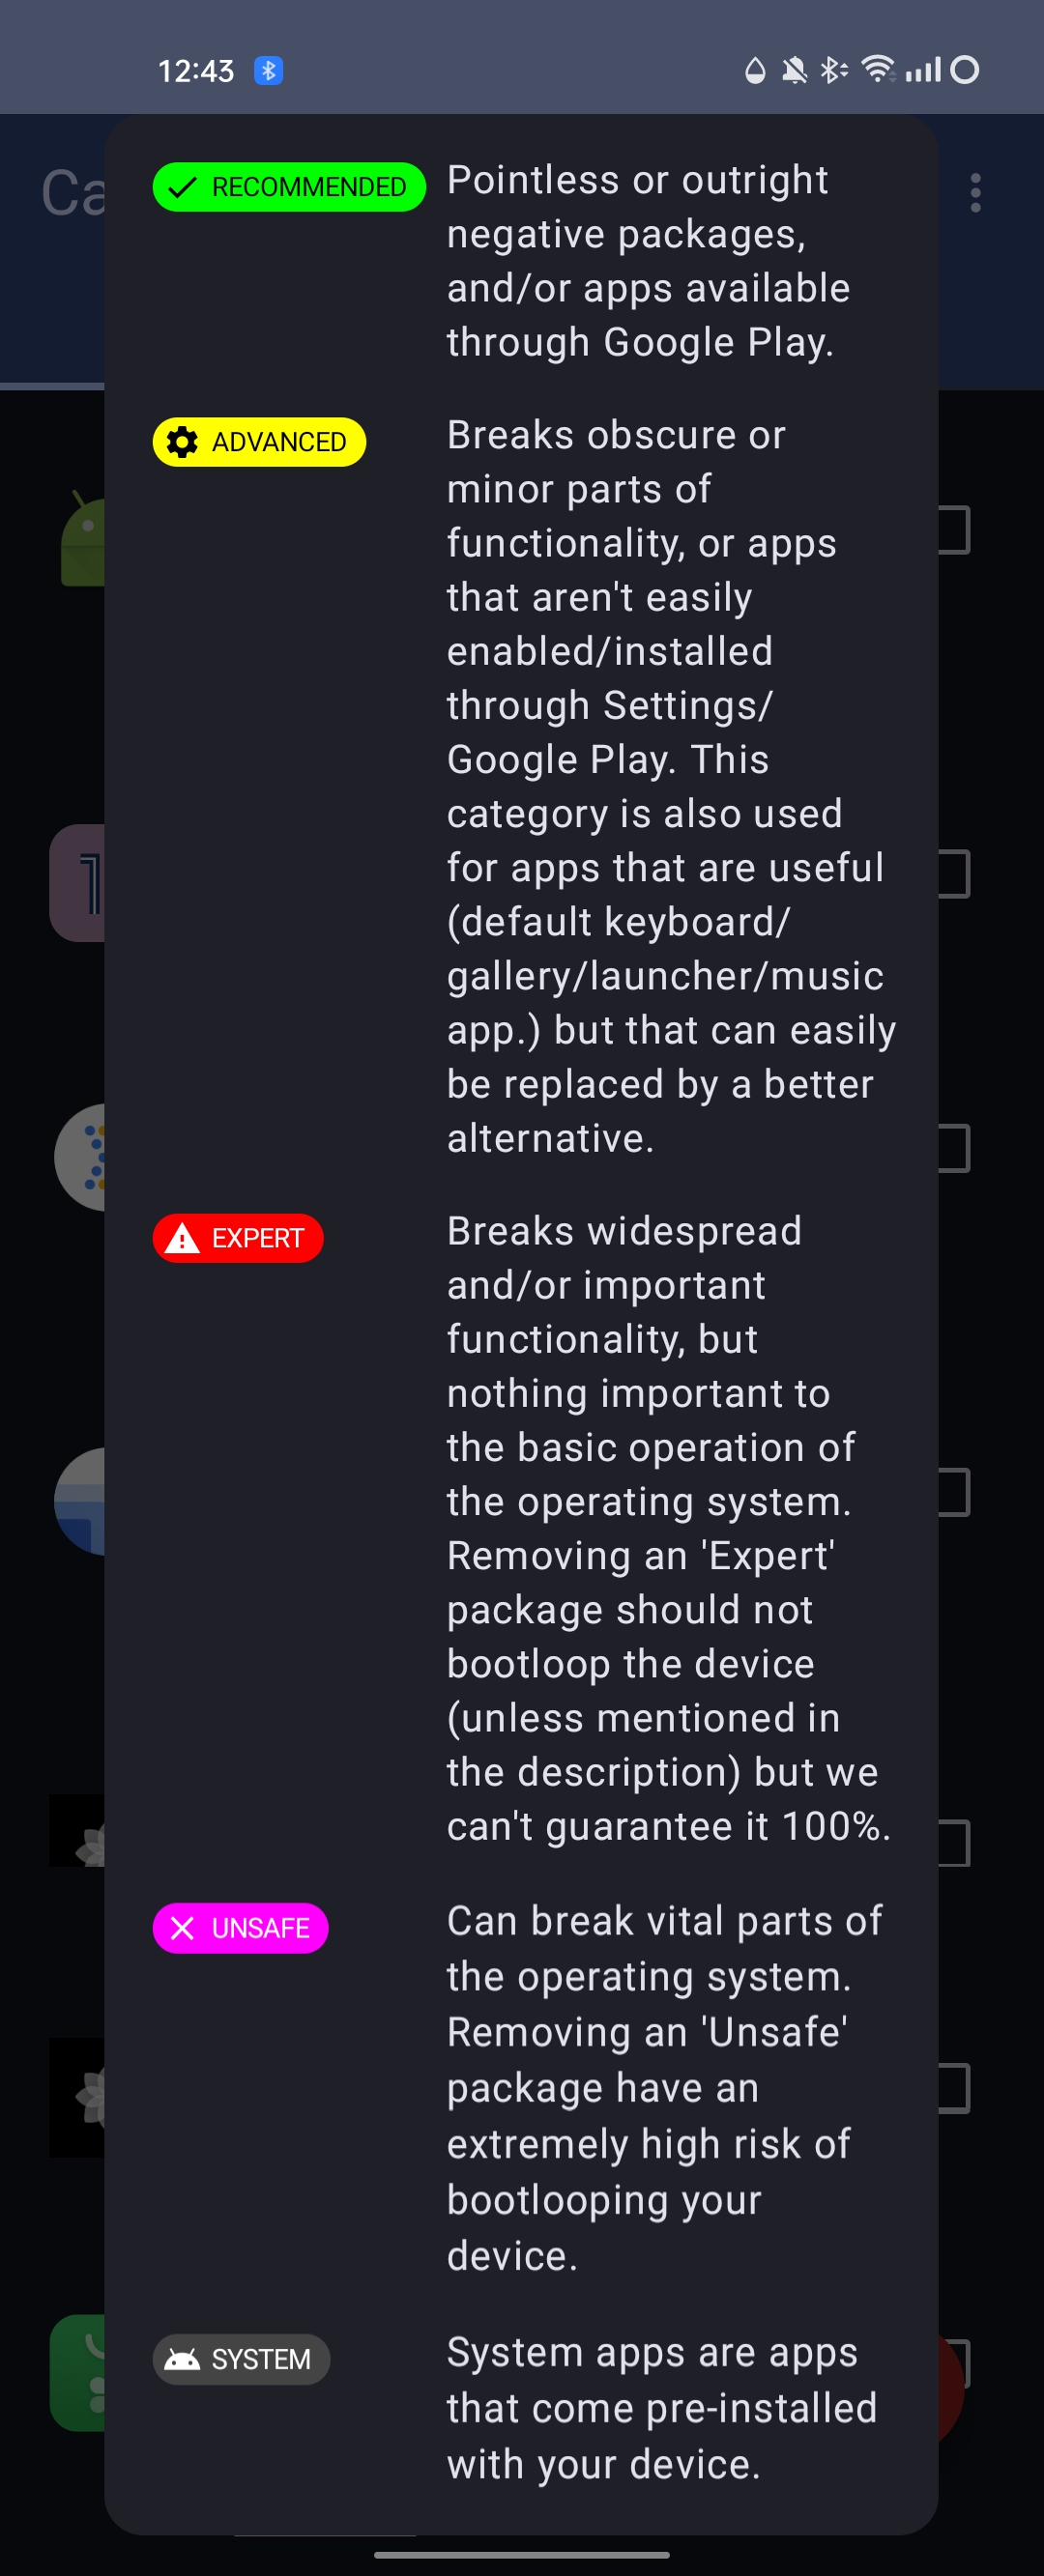 12:43
Ca
RECOMMENDED
Pointless or outright
negative packages,
and/or apps available
through Google Play.
ADVANCED
Breaks obscure or
minor parts of
functionality, or apps
that aren't easily
enabled/installed
through Settings/
Google Play. This
category is also used
for apps that are useful
(default keyboard/
gallery/launcher/music
app.) but that can easily
be replaced by a better
alternative.
EXPERT
Breaks widespread
and/or important
functionality, but
nothing important to
the basic operation of
the operating system.
Removing an 'Expert'
package should not
bootloop the device
(unless mentioned in
the description) but we
can't guarantee it 100%.
UNSAFE
Can break vital parts of
the operating system.
Removing an 'Unsafe'
package have an
extremely high risk of
bootlooping your
device.
SYSTEM
System apps are apps
that come pre-installed
with your device.